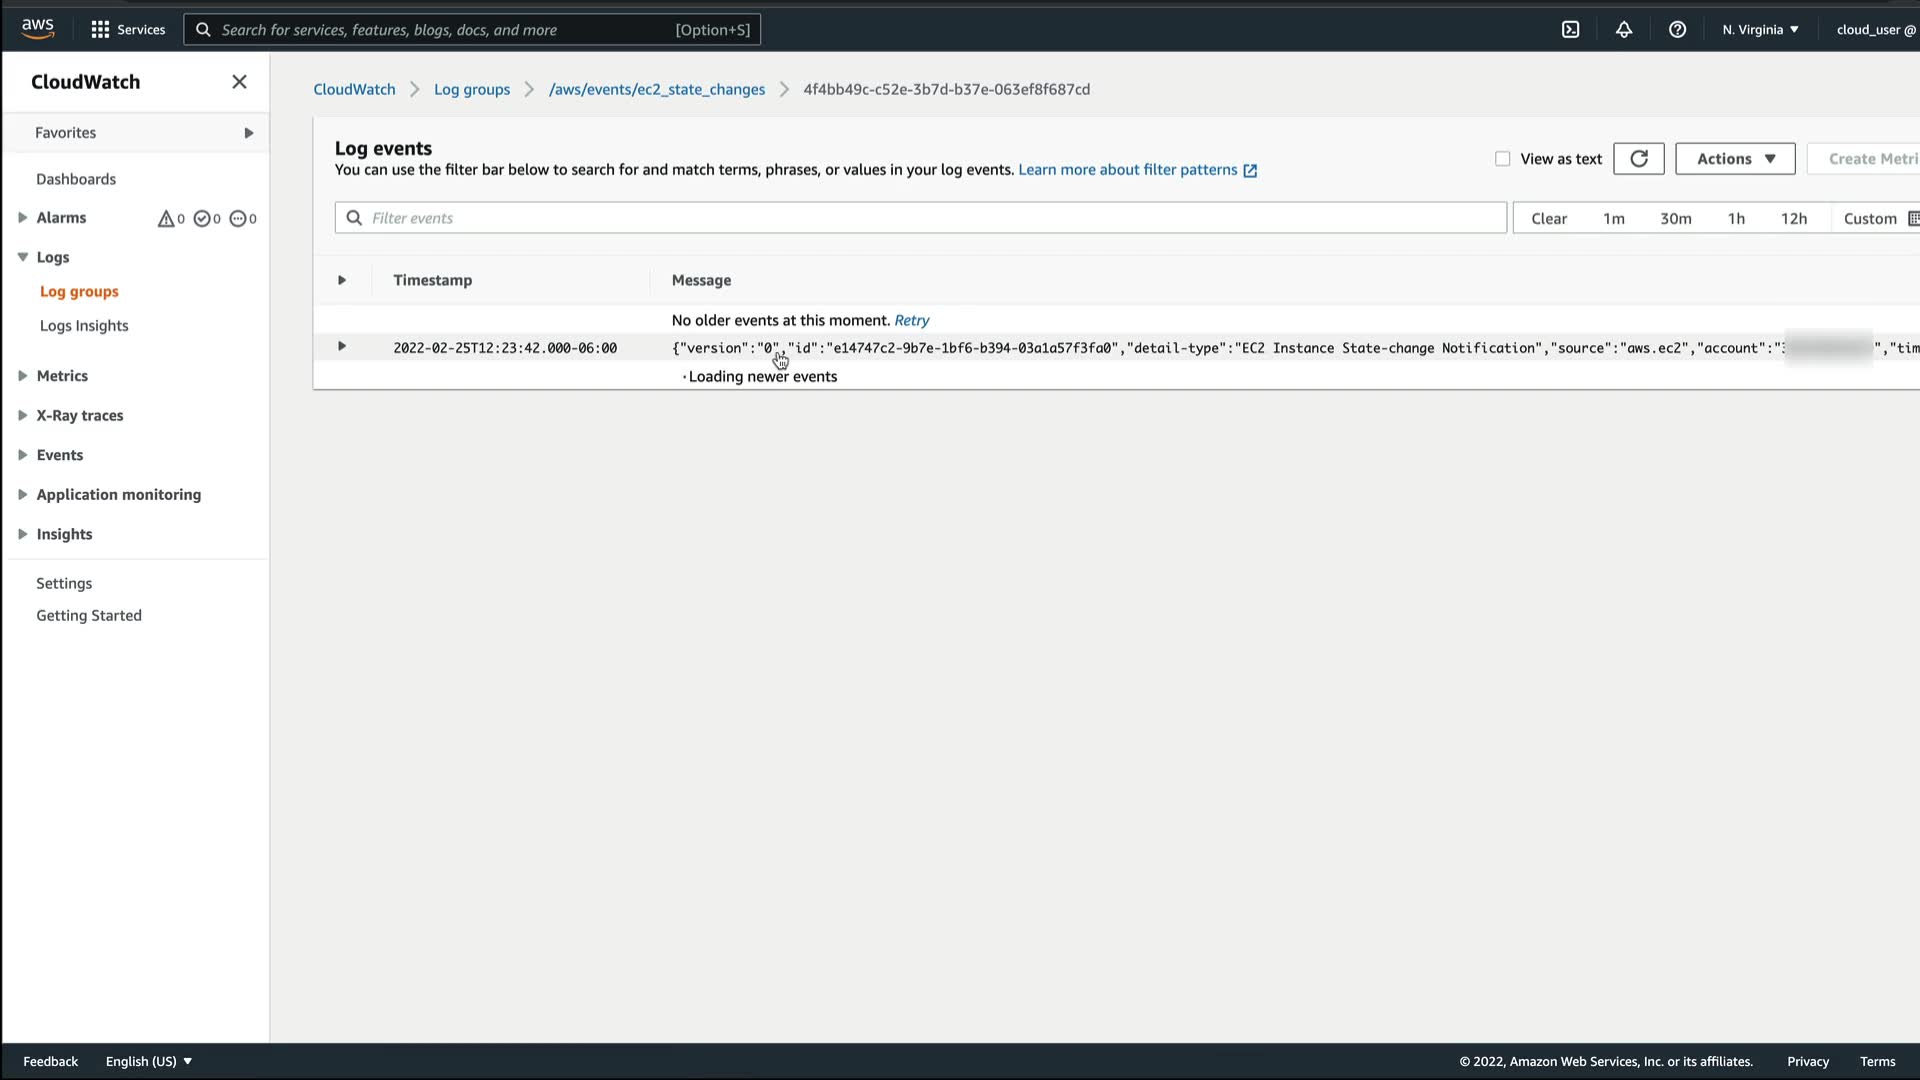 aws Services Search for services, features, blogs, docs, and more [Option+S] N. Virginia cloud_user @
CloudWatch
Favorites
Dashboards
Alarms 0 0 0
Logs
Log groups
Logs Insights
Metrics
X-Ray traces
Events
Application monitoring
Insights
Settings
Getting Started
CloudWatch Log groups /aws/events/ec2_state_changes 4f4bb49c-c52e-3b7d-b37e-063ef8f687cd
Log events
You can use the filter bar below to search for and match terms, phrases, or values in your log events. Learn more about filter patterns
View as text Actions Create Metri
Filter events
Clear 1m 30m 1h 12h Custom
Timestamp Message
No older events at this moment. Retry
2022-02-25T12:23:42.000-06:00 {"version":"0","id":"e14747c2-9b7e-1bf6-b394-03a1a57f3fa0","detail-type":"EC2 Instance State-change Notification","source":"aws.ec2","account":" ","tim
Loading newer events
Feedback English (US) © 2022, Amazon Web Services, Inc. or its affiliates. Privacy Terms